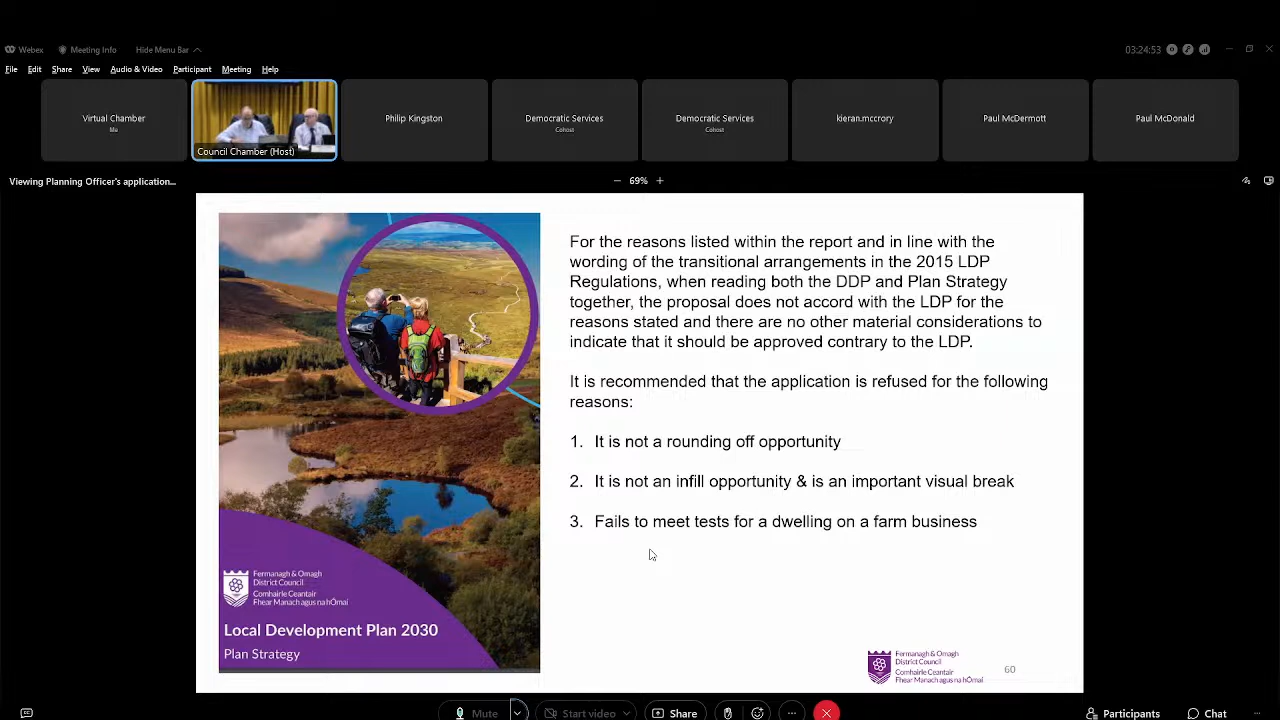 Webex
Meeting Info
Hide Menu Bar
03:24:53
File Edit Share View Audio & Video Participant Meeting Help
Virtual Chamber
Me
Council Chamber (Host)
Philip Kingston
Democratic Services
Cohost
Democratic Services
Cohost
kieran.mccrory
Paul McDermott
Paul McDonald
Viewing Planning Officer's application...
69%
For the reasons listed within the report and in line with the
wording of the transitional arrangements in the 2015 LDP
Regulations, when reading both the DDP and Plan Strategy
together, the proposal does not accord with the LDP for the
reasons stated and there are no other material considerations to
indicate that it should be approved contrary to the LDP.
It is recommended that the application is refused for the following
reasons:
1. It is not a rounding off opportunity
2. It is not an infill opportunity & is an important visual break
3. Fails to meet tests for a dwelling on a farm business
Fermanagh & Omagh
District Council
Comhairle Ceantair
Fhear Manach agus na hÓmaí
Local Development Plan 2030
Plan Strategy
Fermanagh & Omagh
District Council
Comhairle Ceantair
Fhear Manach agus na hÓmaí
60
Mute
Start video
Share
Participants
Chat